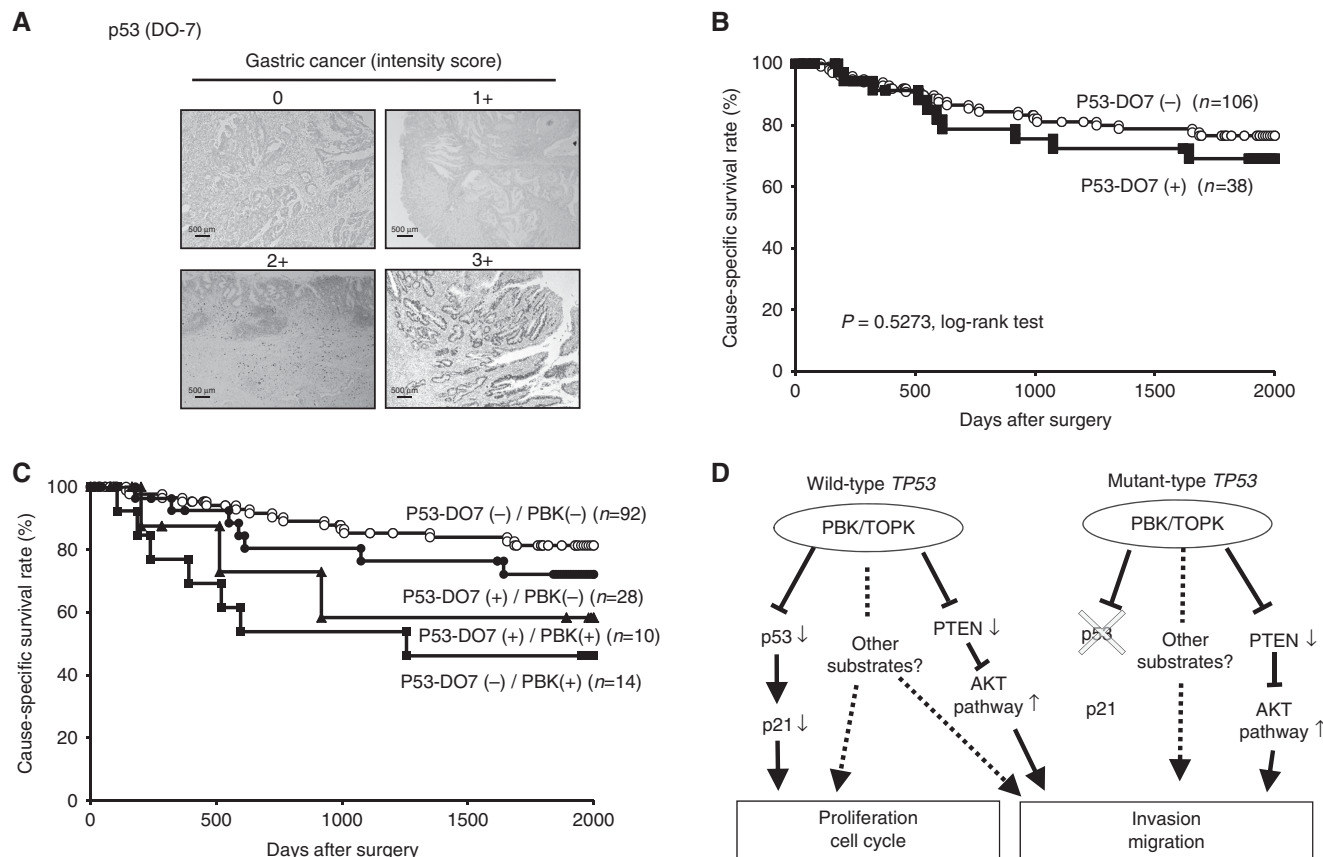 A
p53 (DO-7)
Gastric cancer (intensity score)
0
1+
500 μm
500 μm
2+
3+
500 μm
500 μm
B
Cause-specific survival rate (%)
100
80
60
40
20
0
P53-DO7 (–) (n=106)
P53-DO7 (+) (n=38)
P = 0.5273, log-rank test
0 500 1000 1500 2000
Days after surgery
C
Cause-specific survival rate (%)
100
80
60
40
20
0
P53-DO7 (–) / PBK(–) (n=92)
P53-DO7 (+) / PBK(–) (n=28)
P53-DO7 (+) / PBK(+) (n=10)
P53-DO7 (–) / PBK(+) (n=14)
0 500 1000 1500 2000
Days after surgery
D
Wild-type TP53
PBK/TOPK
p53 ↓
p21 ↓
Other
substrates?
PTEN ↓
AKT
pathway ↑
Mutant-type TP53
PBK/TOPK
p53
p21
Other
substrates?
PTEN ↓
AKT
pathway ↑
Proliferation
cell cycle
Invasion
migration